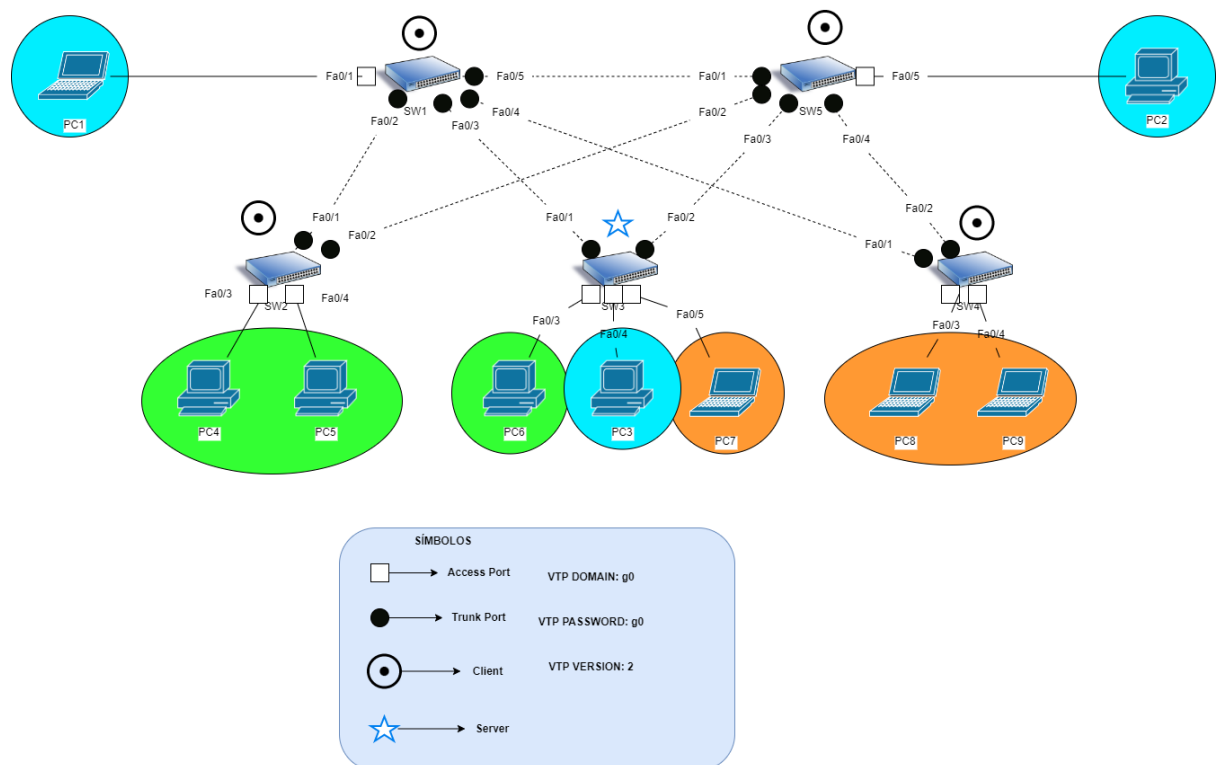 Fa0/1
Fa0/5
Fa0/1
Fa0/5
SW1
Fa0/2
Fa0/3
Fa0/4
Fa0/2
SW5
Fa0/3
Fa0/4
PC1
PC2
Fa0/1
Fa0/2
Fa0/1
Fa0/2
Fa0/2
Fa0/1
Fa0/3
SW2
Fa0/4
SW3
Fa0/3
Fa0/4
Fa0/5
SW4
Fa0/3
Fa0/4
PC4
PC5
PC6
PC3
PC7
PC8
PC9
SÍMBOLOS
Access Port
VTP DOMAIN: g0
Trunk Port
VTP PASSWORD: g0
Client
VTP VERSION: 2
Server